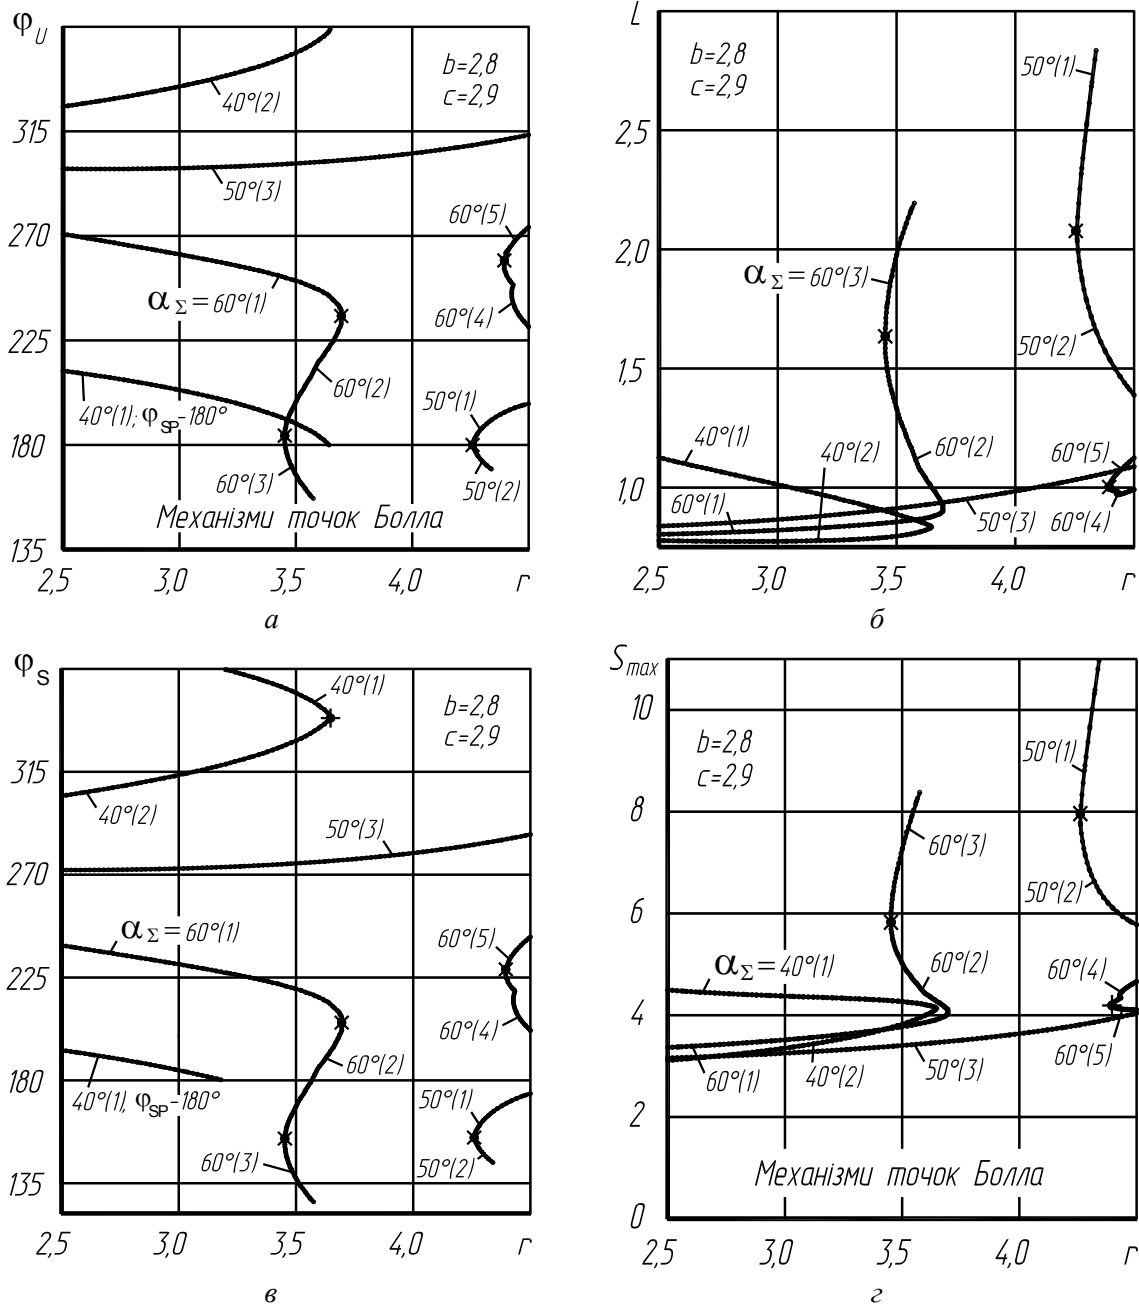 φU
b=2,8
c=2,9
40°(2)
315
50°(3)
60°(5)
270
αΣ = 60°(1)
60°(4)
225
60°(2)
40°(1); φSP-180°
50°(1)
180
60°(3)
50°(2)
Механізми точок Болла
135
2,5 3,0 3,5 4,0 r
а
L
b=2,8
c=2,9
50°(1)
2,5
2,0
αΣ = 60°(3)
50°(2)
1,5
40°(1)
40°(2)
60°(2)
60°(5)
1,0
60°(1)
50°(3)
60°(4)
2,5 3,0 3,5 4,0 r
б
φS
40°(1)
b=2,8
c=2,9
315
40°(2)
50°(3)
270
αΣ = 60°(1)
60°(5)
225
60°(4)
60°(2)
180
40°(1), φSP-180°
50°(1)
60°(3)
50°(2)
135
2,5 3,0 3,5 4,0 r
в
Smax
10
b=2,8
c=2,9
50°(1)
8
60°(3)
50°(2)
6
αΣ = 40°(1)
60°(2)
60°(4)
4
60°(1)
40°(2)
50°(3)
60°(5)
2
Механізми точок Болла
0
2,5 3,0 3,5 4,0 r
г